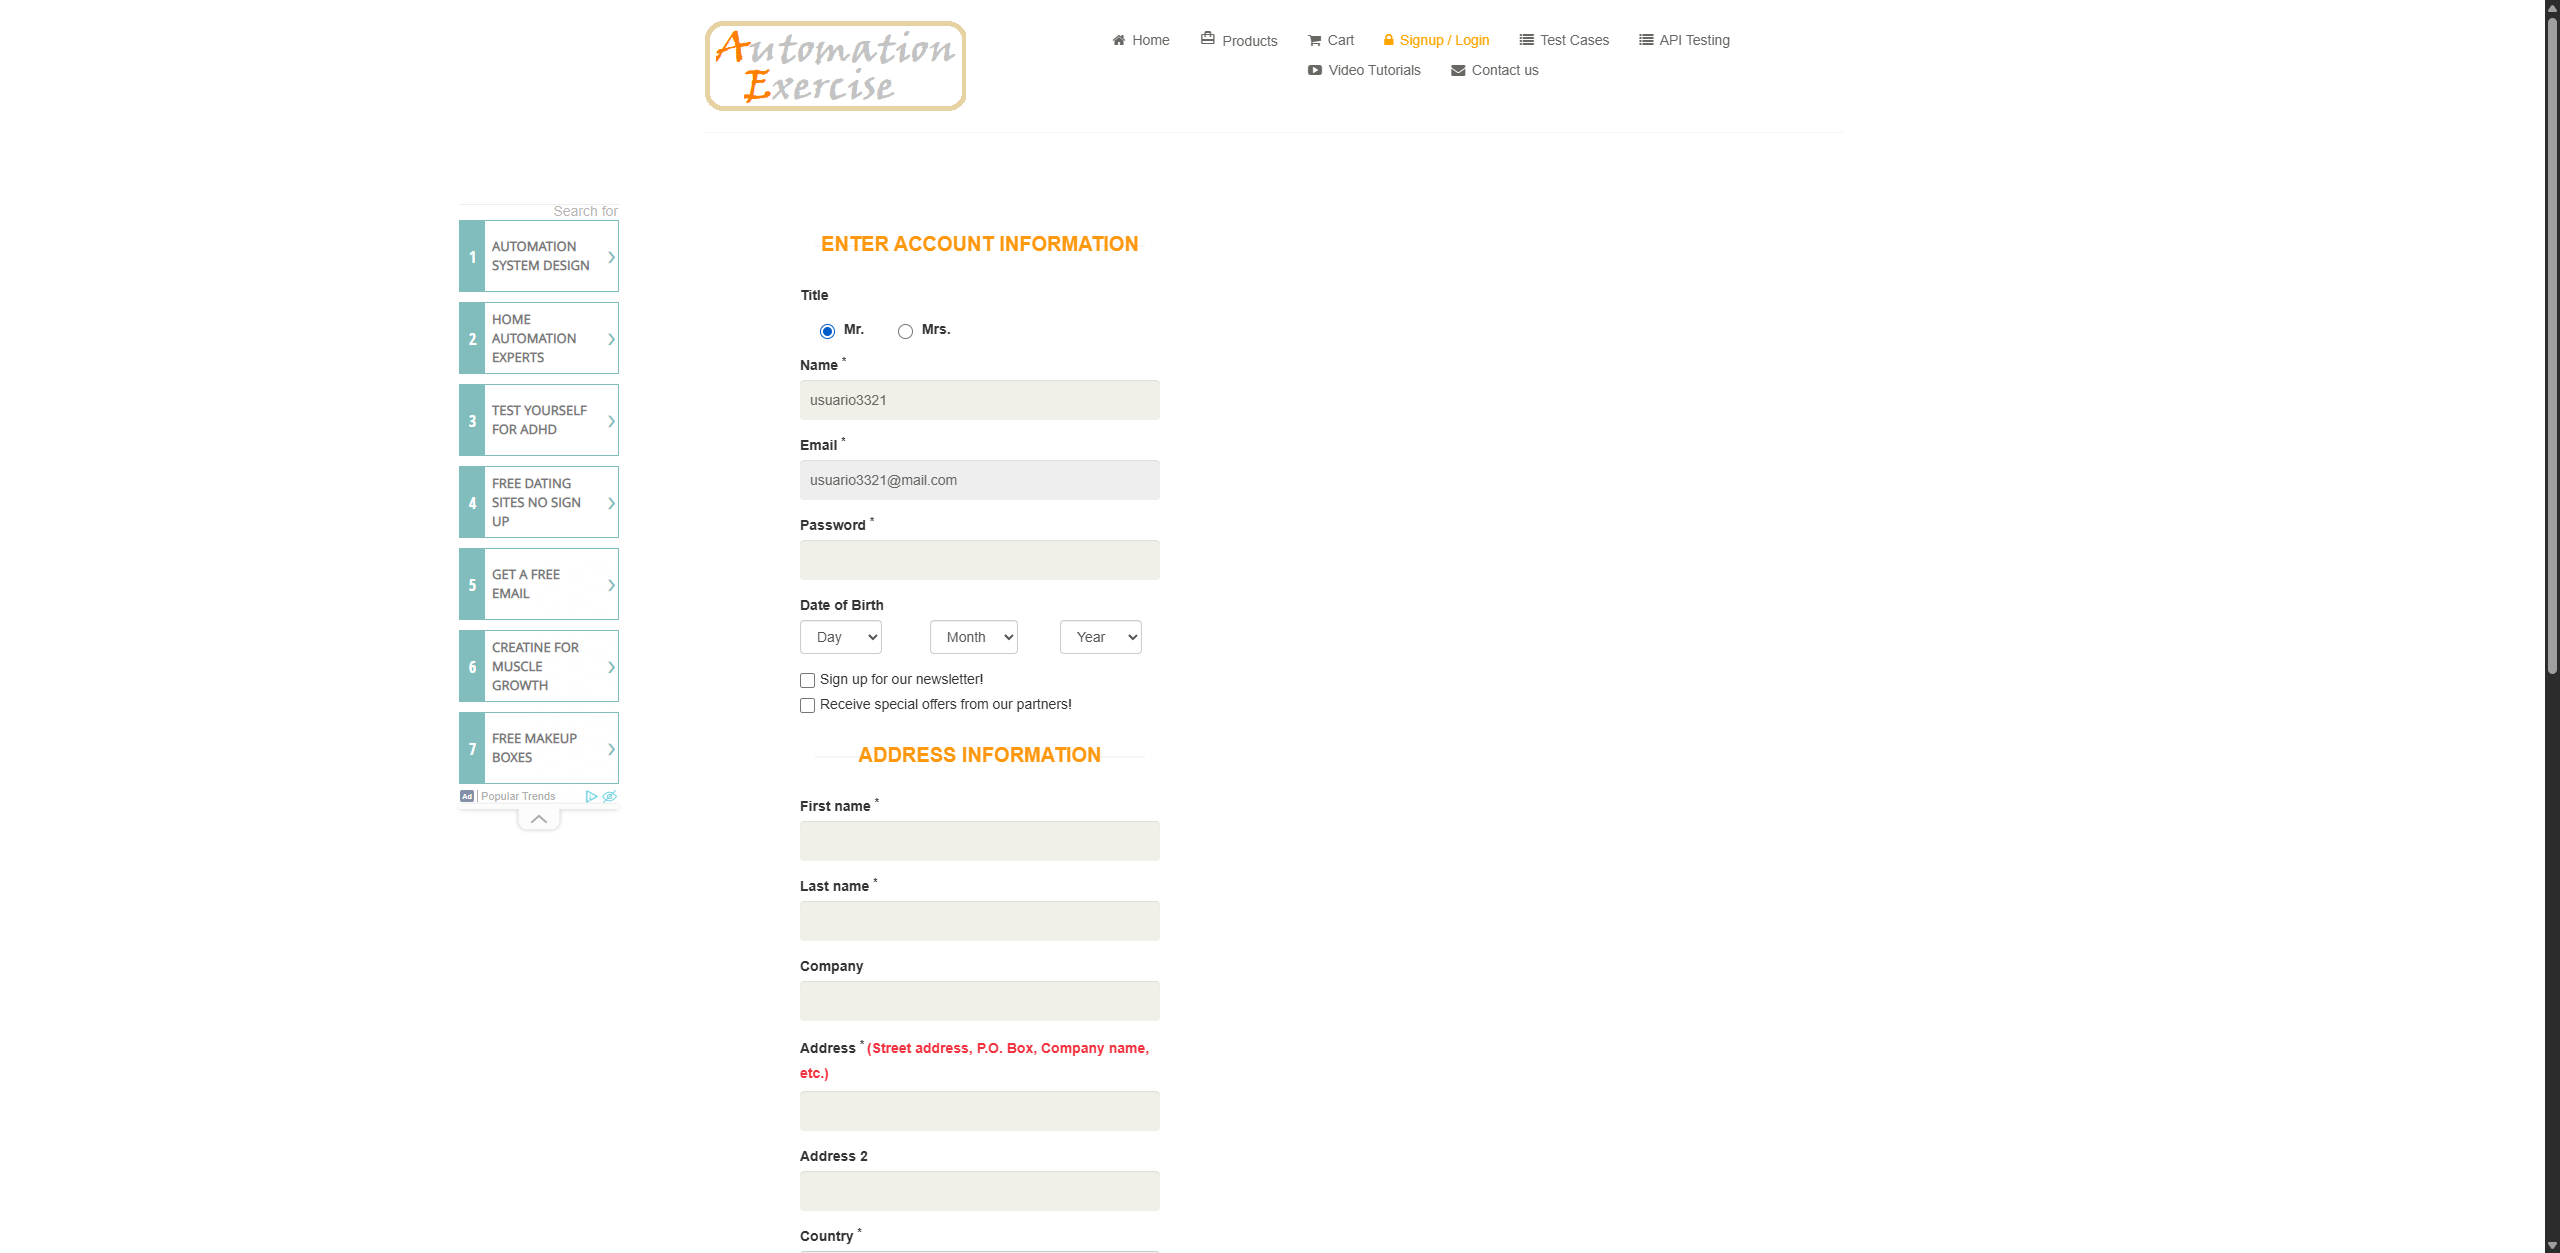 Automation
Exercise
Home
Products
Cart
Signup / Login
Test Cases
API Testing
Video Tutorials
Contact us
Search for
1
AUTOMATION
SYSTEM DESIGN
2
HOME
AUTOMATION
EXPERTS
3
TEST YOURSELF
FOR ADHD
4
FREE DATING
SITES NO SIGN
UP
5
GET A FREE
EMAIL
6
CREATINE FOR
MUSCLE
GROWTH
7
FREE MAKEUP
BOXES
Ad | Popular Trends
ENTER ACCOUNT INFORMATION
Title
Mr.
Mrs.
Name *
usuario3321
Email *
usuario3321@mail.com
Password *
Date of Birth
Day
Month
Year
Sign up for our newsletter!
Receive special offers from our partners!
ADDRESS INFORMATION
First name *
Last name *
Company
Address * (Street address, P.O. Box, Company name,
etc.)
Address 2
Country *